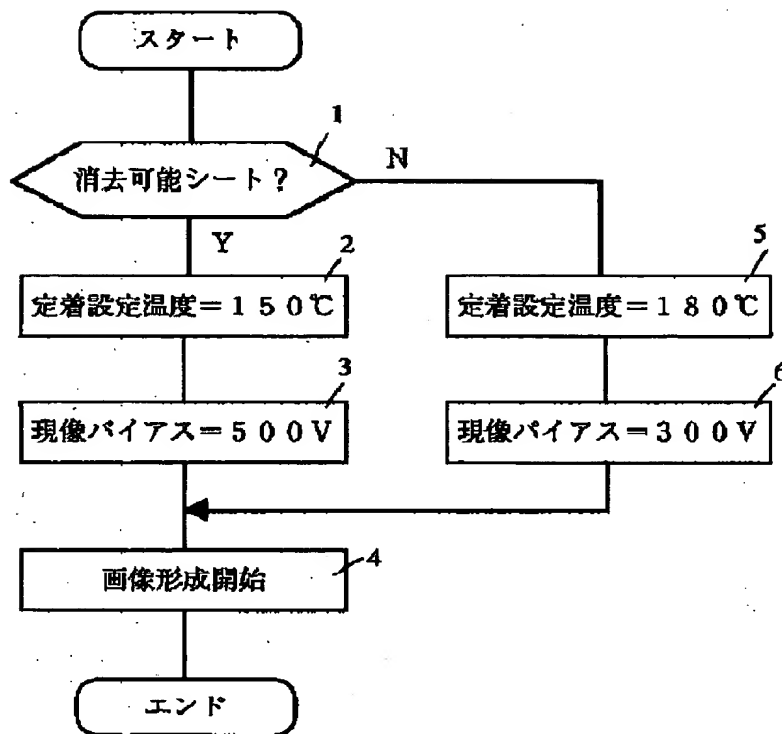 スタート
1
消去可能シート？
N
Y
2
定着設定温度＝１５０℃
5
定着設定温度＝１８０℃
3
現像バイアス＝５００V
6
現像バイアス＝３００V
4
画像形成開始
エンド